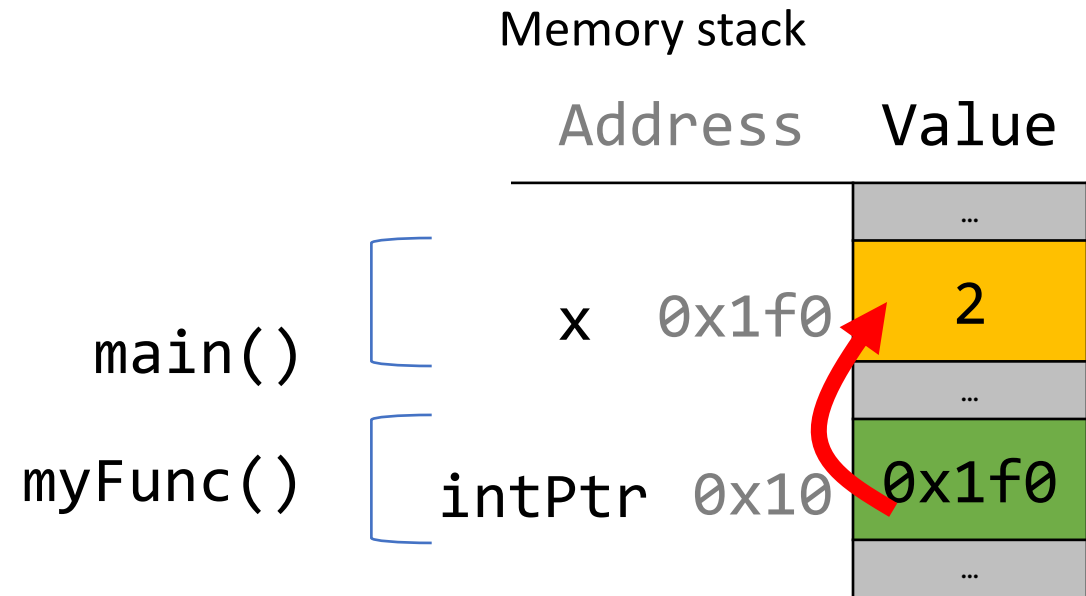 Memory stack
Address Value
…
x 0x1f0 2
main()
…
myFunc() intPtr 0x10 0x1f0
…